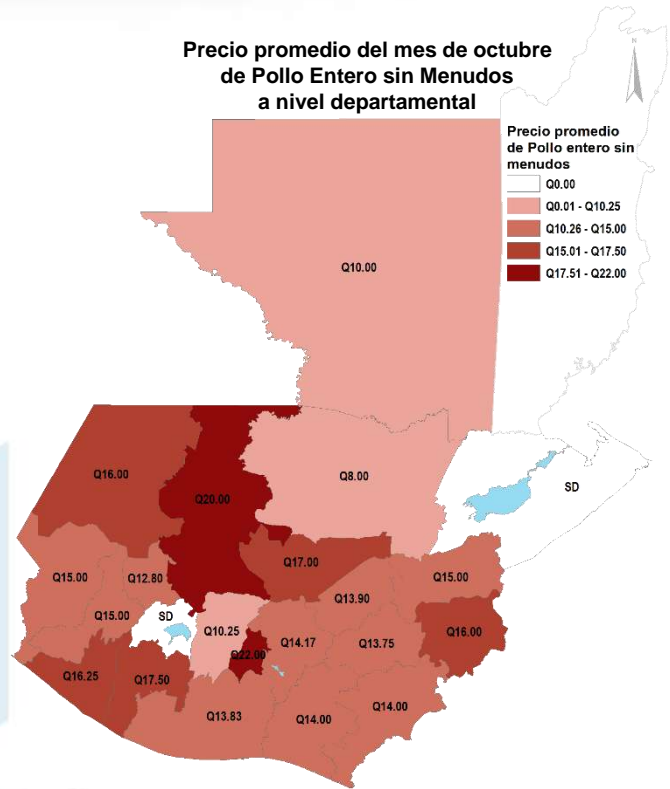 Precio promedio del mes de octubre
de Pollo Entero sin Menudos
a nivel departamental
N
Precio promedio
de Pollo entero sin
menudos
Q0.00
Q0.01 - Q10.25
Q10.26 - Q15.00
Q15.01 - Q17.50
Q17.51 - Q22.00
Q10.00
Q16.00
Q20.00
Q8.00
SD
Q15.00
Q12.80
Q17.00
Q15.00
Q13.90
Q15.00
SD
Q10.25
Q22.00
Q14.17
Q13.75
Q16.00
Q16.25
Q17.50
Q13.83
Q14.00
Q14.00